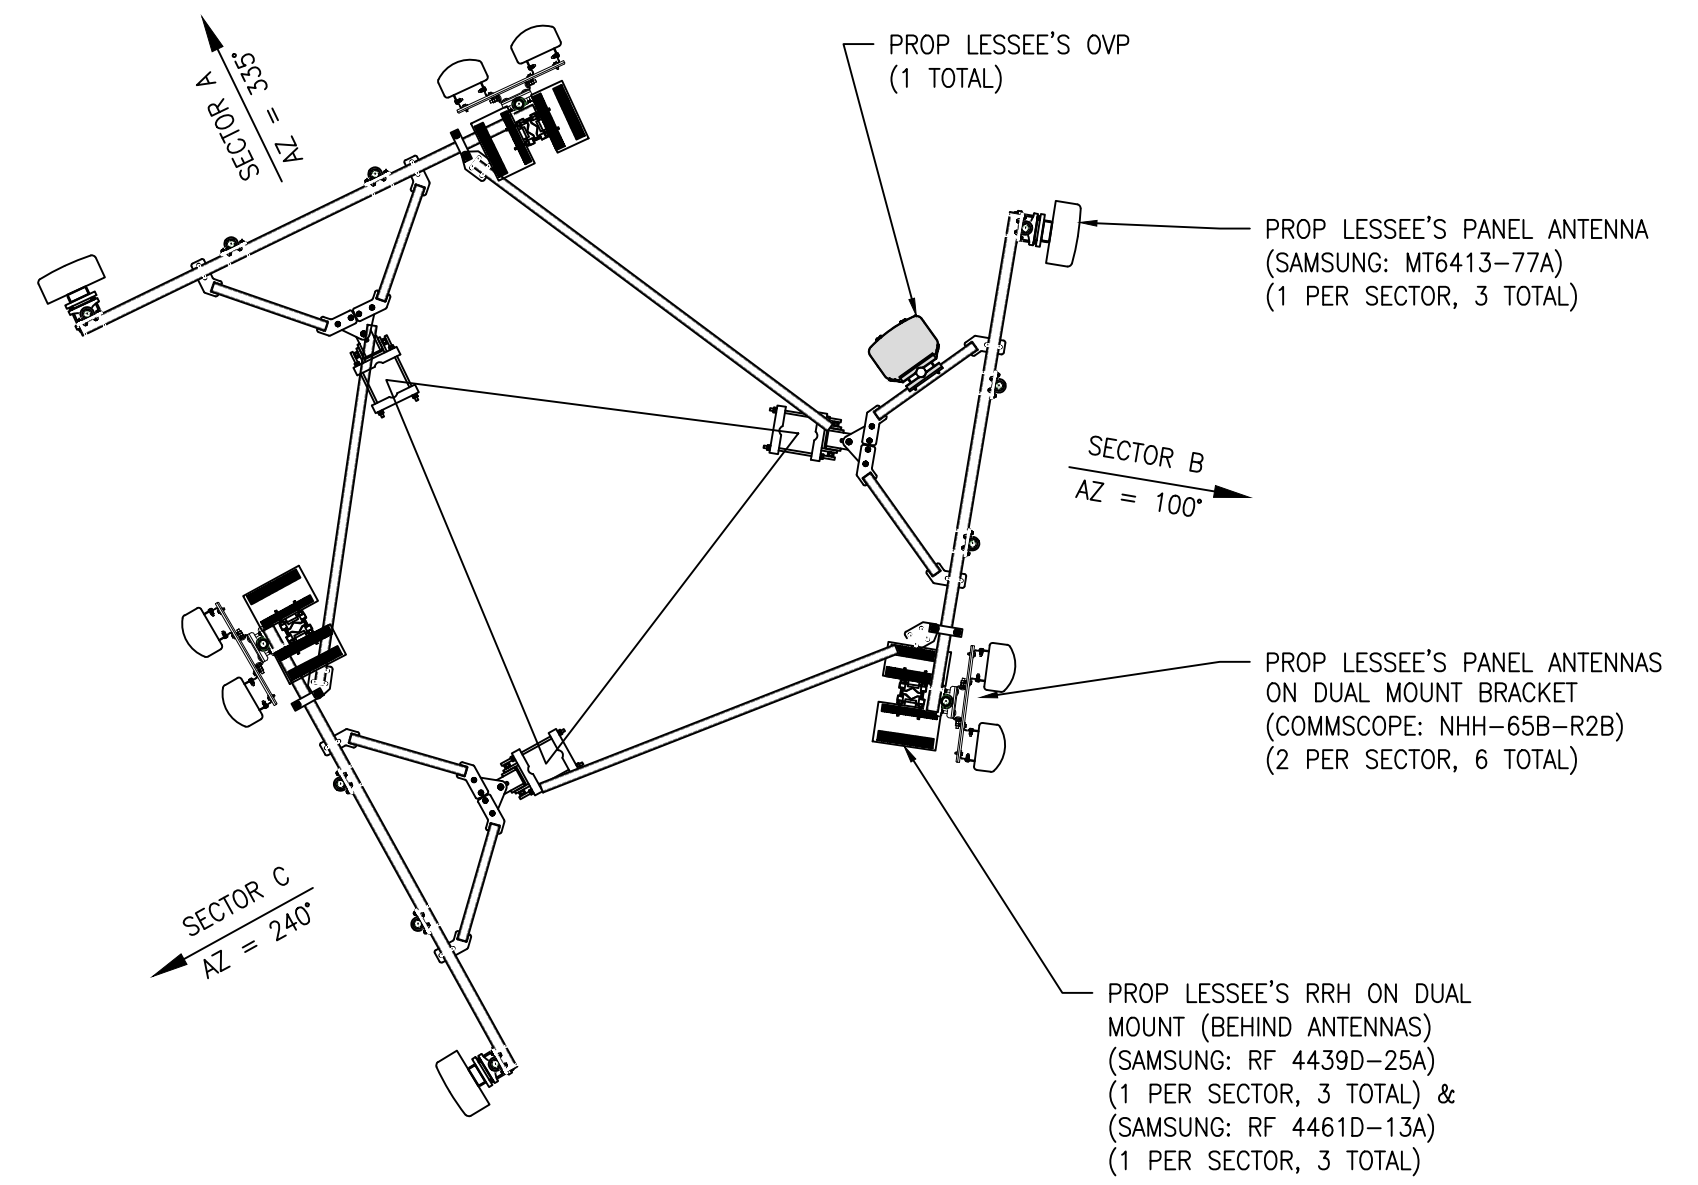 SECTOR A
AZ = 335°
PROP LESSEE'S OVP
(1 TOTAL)
PROP LESSEE'S PANEL ANTENNA
(SAMSUNG: MT6413-77A)
(1 PER SECTOR, 3 TOTAL)
SECTOR B
AZ = 100°
PROP LESSEE'S PANEL ANTENNAS
ON DUAL MOUNT BRACKET
(COMMSCOPE: NHH-65B-R2B)
(2 PER SECTOR, 6 TOTAL)
SECTOR C
AZ = 240°
PROP LESSEE'S RRH ON DUAL
MOUNT (BEHIND ANTENNAS)
(SAMSUNG: RF 4439D-25A)
(1 PER SECTOR, 3 TOTAL) &
(SAMSUNG: RF 4461D-13A)
(1 PER SECTOR, 3 TOTAL)